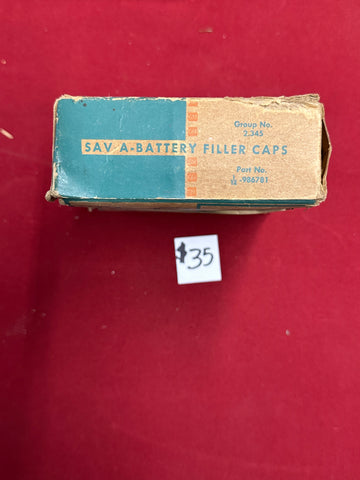 Group No.
2.345
SAV A-BATTERY FILLER CAPS
Part No.
-986781
$35